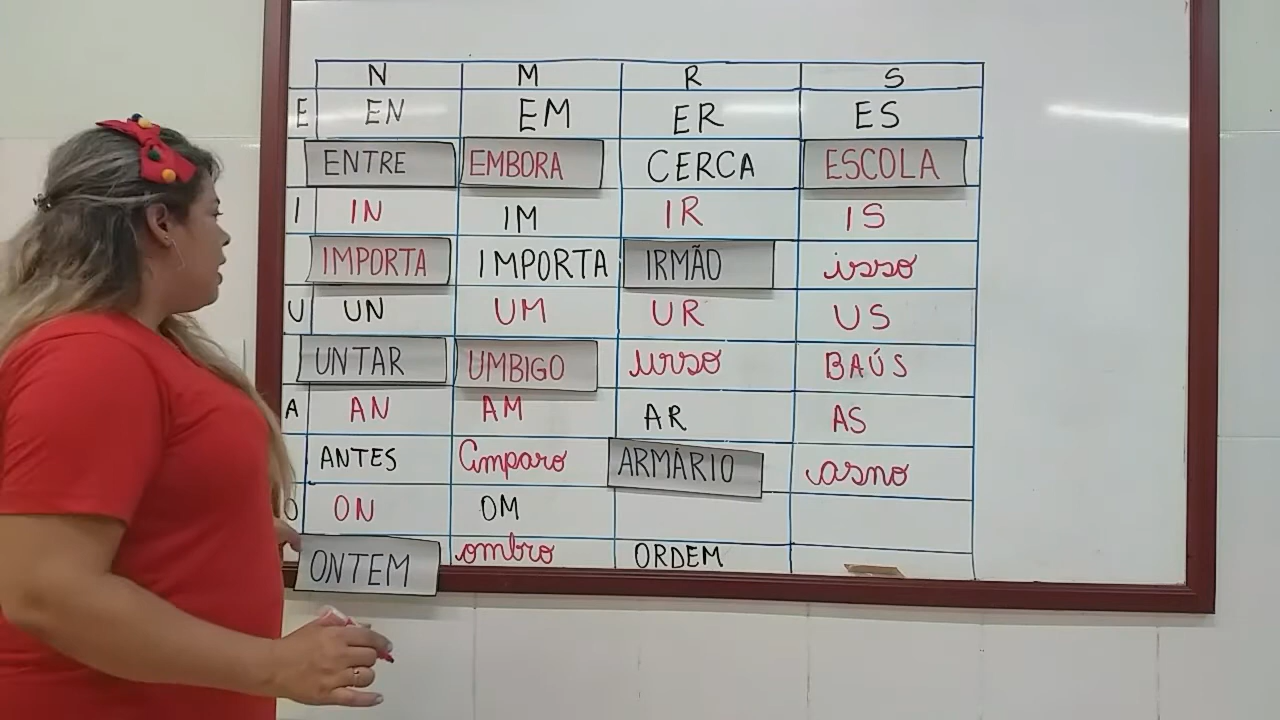 N M R S
E EN EM ER ES
ENTRE EMBORA CERCA ESCOLA
I IN IM IR IS
IMPORTA IMPORTA IRMÃO isso
U UN UM UR US
UNTAR UMBIGO urso BAÚS
A AN AM AR AS
ANTES Amparo ARMÁRIO asno
O ON OM
ONTEM ombro ORDEM